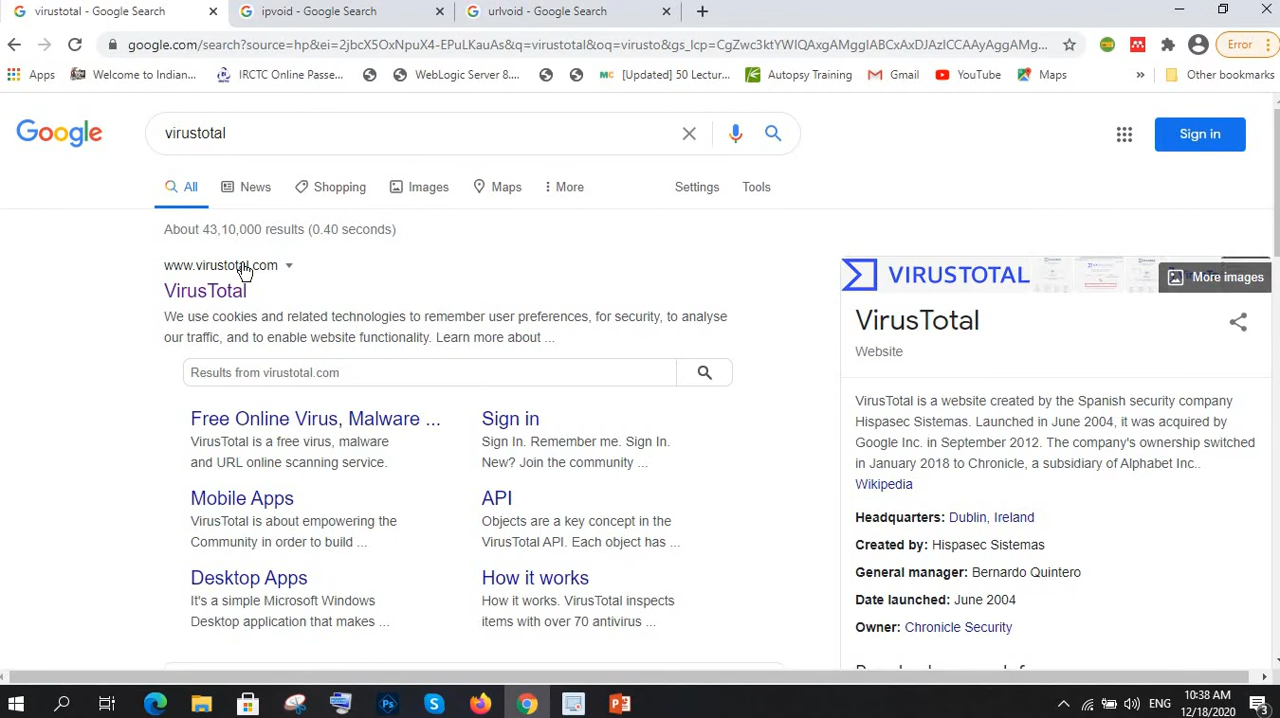 virustotal - Google Search
ipvoid - Google Search
urlvoid - Google Search
google.com/search?source=hp&ei=2jbcX5OxNpuX4-EPuLKauAs&q=virustotal&oq=virusto&gs_lcp=CgZwc3ktYWIQAxgAMggIABCxAxDJAzICCAAyAggAMg...
Error
Apps
Welcome to Indian...
IRCTC Online Passe...
WebLogic Server &...
MC [Updated] 50 Lectur...
Autopsy Training
Gmail
YouTube
Maps
»
Other bookmarks
Google
virustotal
Sign in
All
News
Shopping
Images
Maps
More
Settings
Tools
About 43,10,000 results (0.40 seconds)
www.virustotal.com
VirusTotal
We use cookies and related technologies to remember user preferences, for security, to analyse
our traffic, and to enable website functionality. Learn more about ...
Results from virustotal.com
Free Online Virus, Malware ...
VirusTotal is a free virus, malware
and URL online scanning service.
Sign in
Sign In. Remember me. Sign In.
New? Join the community ...
Mobile Apps
VirusTotal is about empowering the
Community in order to build ...
API
Objects are a key concept in the
VirusTotal API. Each object has ...
Desktop Apps
It's a simple Microsoft Windows
Desktop application that makes ...
How it works
How it works. VirusTotal inspects
items with over 70 antivirus ...
VIRUSTOTAL
More images
VirusTotal
Website
VirusTotal is a website created by the Spanish security company
Hispasec Sistemas. Launched in June 2004, it was acquired by
Google Inc. in September 2012. The company's ownership switched
in January 2018 to Chronicle, a subsidiary of Alphabet Inc..
Wikipedia
Headquarters: Dublin, Ireland
Created by: Hispasec Sistemas
General manager: Bernardo Quintero
Date launched: June 2004
Owner: Chronicle Security
ENG
10:38 AM
12/18/2020
3